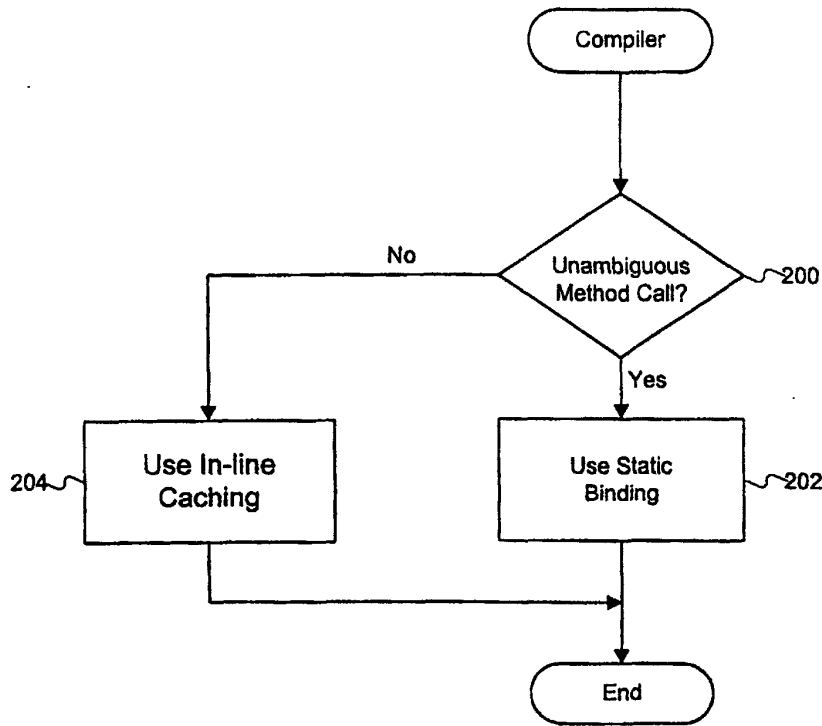 Compiler
No
Unambiguous
Method Call?
200
Yes
204
Use In-line
Caching
Use Static
Binding
202
End